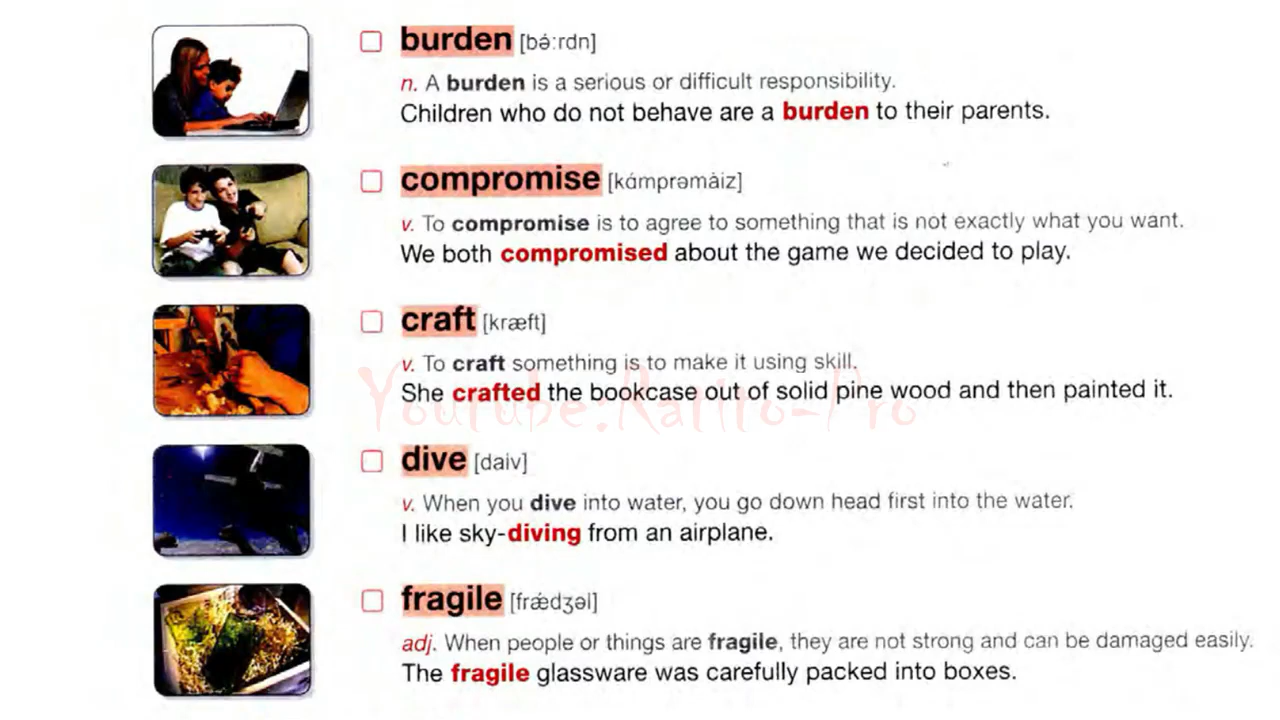 burden [bə́ːrdn]
n. A burden is a serious or difficult responsibility.
Children who do not behave are a burden to their parents.
compromise [kɑ́mprəmàiz]
v. To compromise is to agree to something that is not exactly what you want.
We both compromised about the game we decided to play.
craft [kræft]
v. To craft something is to make it using skill.
She crafted the bookcase out of solid pine wood and then painted it.
Youtube:Ratito-Pro
dive [daiv]
v. When you dive into water, you go down head first into the water.
I like sky-diving from an airplane.
fragile [frǽdʒəl]
adj. When people or things are fragile, they are not strong and can be damaged easily.
The fragile glassware was carefully packed into boxes.